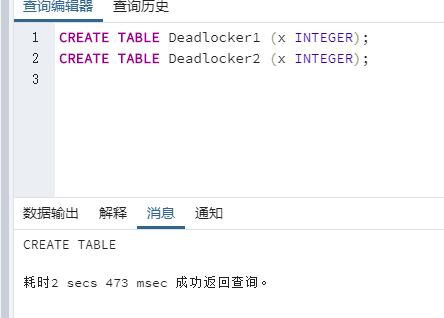 查询编辑器 查询历史
1 CREATE TABLE Deadlocker1 (x INTEGER);
2 CREATE TABLE Deadlocker2 (x INTEGER);
3
数据输出 解释 消息 通知
CREATE TABLE
耗时2 secs 473 msec 成功返回查询。